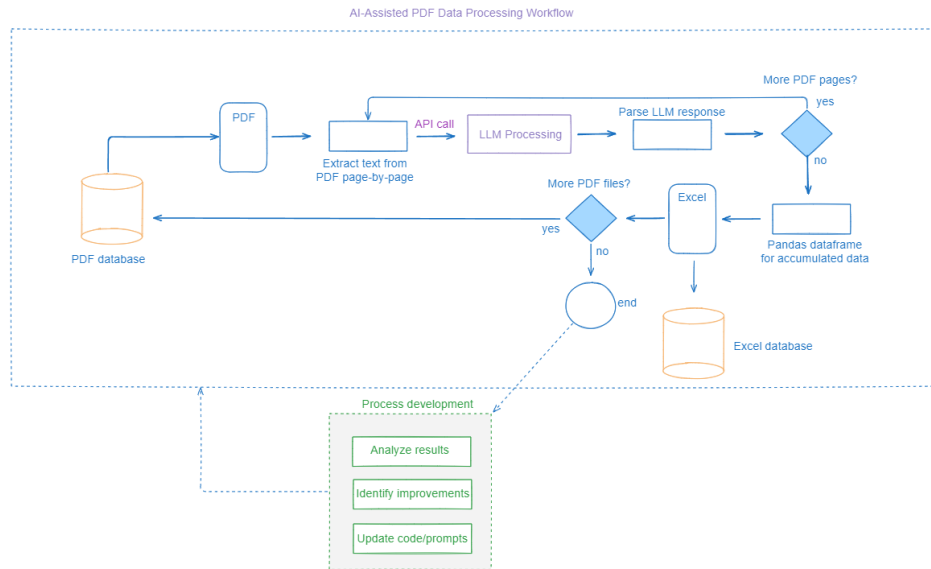 AI-Assisted PDF Data Processing Workflow
More PDF pages?
yes
PDF
API call
LLM Processing
Parse LLM response
no
Extract text from
PDF page-by-page
More PDF files?
Excel
yes
no
Pandas dataframe
for accumulated data
PDF database
end
Excel database
Process development
Analyze results
Identify improvements
Update code/prompts